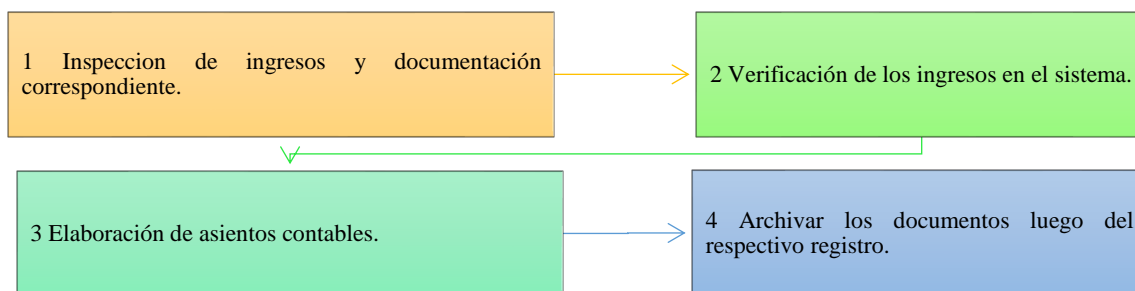 1 Inspeccion de ingresos y documentación
correspondiente.
2 Verificación de los ingresos en el sistema.
3 Elaboración de asientos contables.
4 Archivar los documentos luego del
respectivo registro.